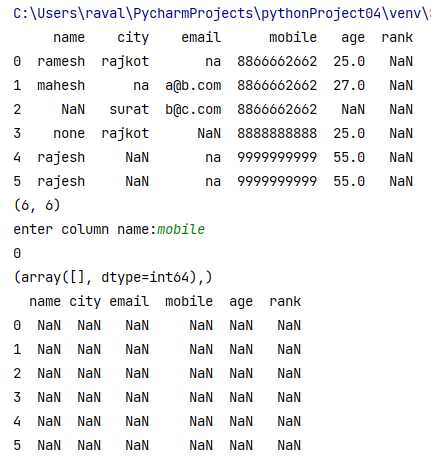 C:\Users\raval\PycharmProjects\pythonProject04\venv\
name city email mobile age rank
0 ramesh rajkot na 8866662662 25.0 NaN
1 mahesh na a@b.com 8866662662 27.0 NaN
2 NaN surat b@c.com 8866662662 NaN NaN
3 none rajkot NaN 8888888888 25.0 NaN
4 rajesh NaN na 9999999999 55.0 NaN
5 rajesh NaN na 9999999999 55.0 NaN
(6, 6)
enter column name:mobile
0
(array([], dtype=int64),)
name city email mobile age rank
0 NaN NaN NaN NaN NaN NaN
1 NaN NaN NaN NaN NaN NaN
2 NaN NaN NaN NaN NaN NaN
3 NaN NaN NaN NaN NaN NaN
4 NaN NaN NaN NaN NaN NaN
5 NaN NaN NaN NaN NaN NaN